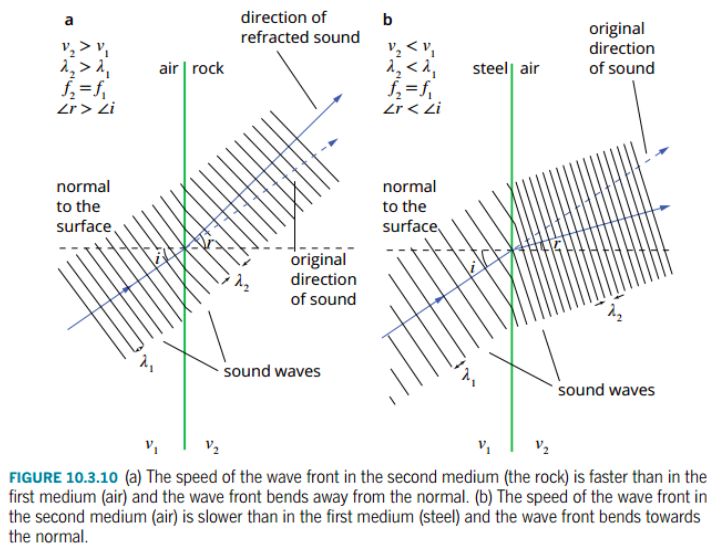 a
direction of
refracted sound
v₂ > v₁
λ₂ > λ₁
f₂ = f₁
∠r > ∠i
air
rock
normal
to the
surface
i
r
original
direction
of sound
λ₂
λ₁
sound waves
v₁
v₂
b
original
direction
of sound
v₂ < v₁
λ₂ < λ₁
f₂ = f₁
∠r < ∠i
steel
air
normal
to the
surface
i
r
λ₂
λ₁
sound waves
v₁
v₂
FIGURE 10.3.10 (a) The speed of the wave front in the second medium (the rock) is faster than in the
first medium (air) and the wave front bends away from the normal. (b) The speed of the wave front in
the second medium (air) is slower than in the first medium (steel) and the wave front bends towards
the normal.